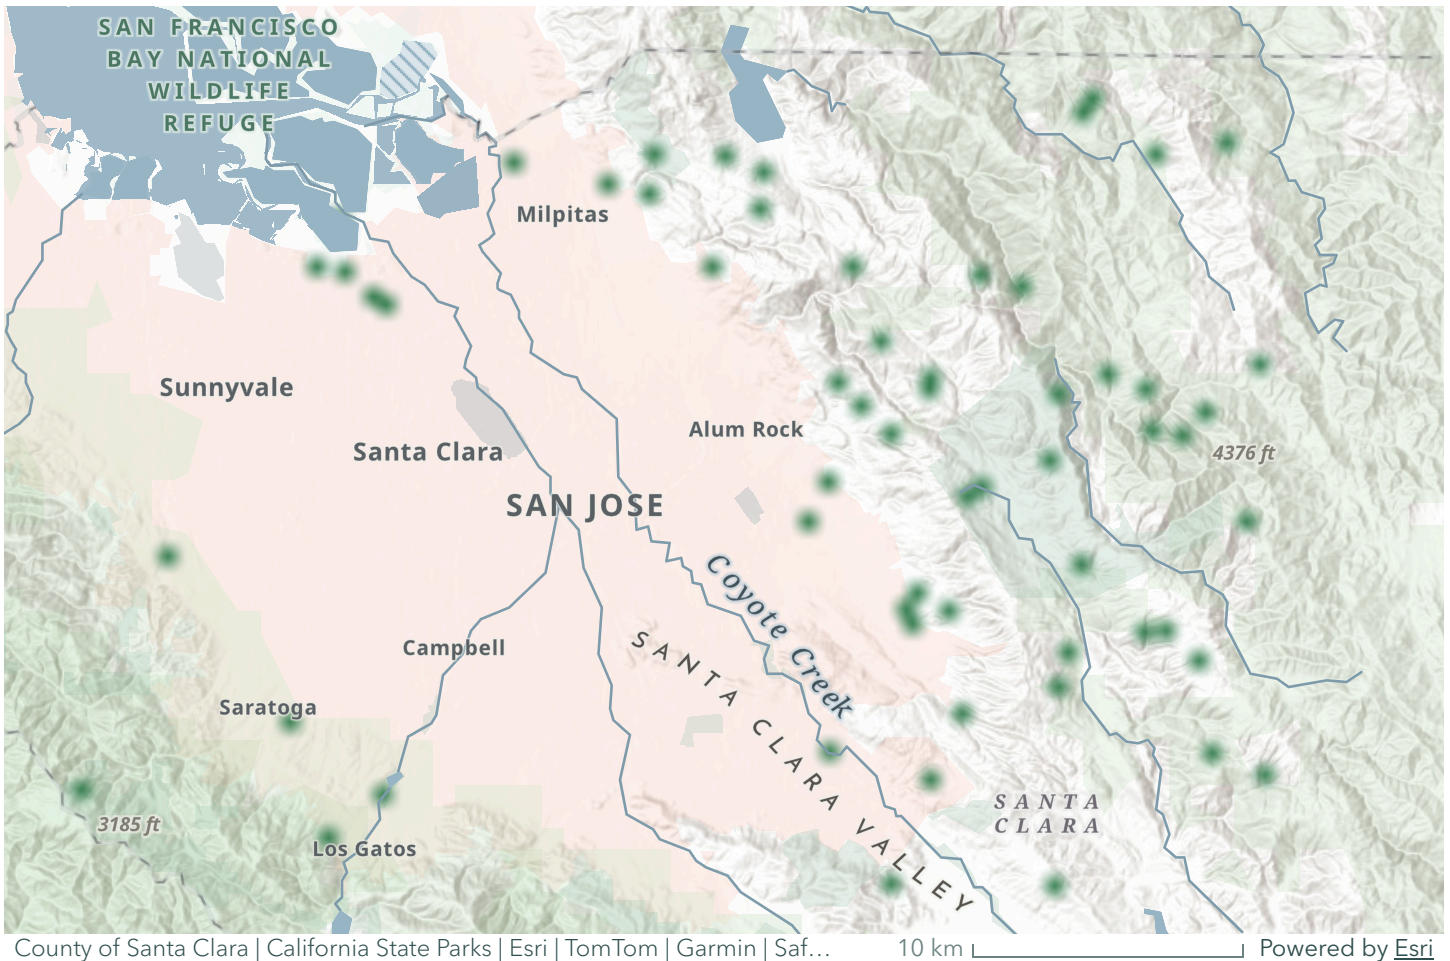 SAN FRANCISCO
BAY NATIONAL
WILDLIFE
REFUGE
Milpitas
Sunnyvale
Alum Rock
Santa Clara
4376 ft
SAN JOSE
Coyote Creek
Campbell
SANTA CLARA VALLEY
Saratoga
SANTA
CLARA
3185 ft
Los Gatos
County of Santa Clara | California State Parks | Esri | TomTom | Garmin | Saf...
10 km
Powered by Esri